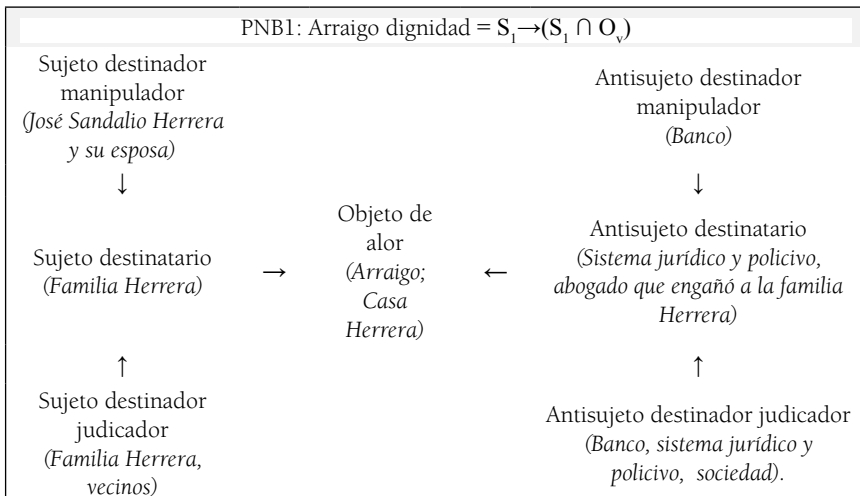 PNB1: Arraigo dignidad = S₁→(S₁ ∩ Oᵥ)
Sujeto destinador
manipulador
(José Sandalio Herrera
y su esposa)
↓
Antisujeto destinador
manipulador
(Banco)
↓
Sujeto destinatario
(Familia Herrera)
→
Objeto de
alor
(Arraigo;
Casa
Herrera)
←
Antisujeto destinatario
(Sistema jurídico y policivo,
abogado que engañó a la familia
Herrera)
↑
Sujeto destinador
judicador
(Familia Herrera,
vecinos)
↑
Antisujeto destinador judicador
(Banco, sistema jurídico y
policivo, sociedad).